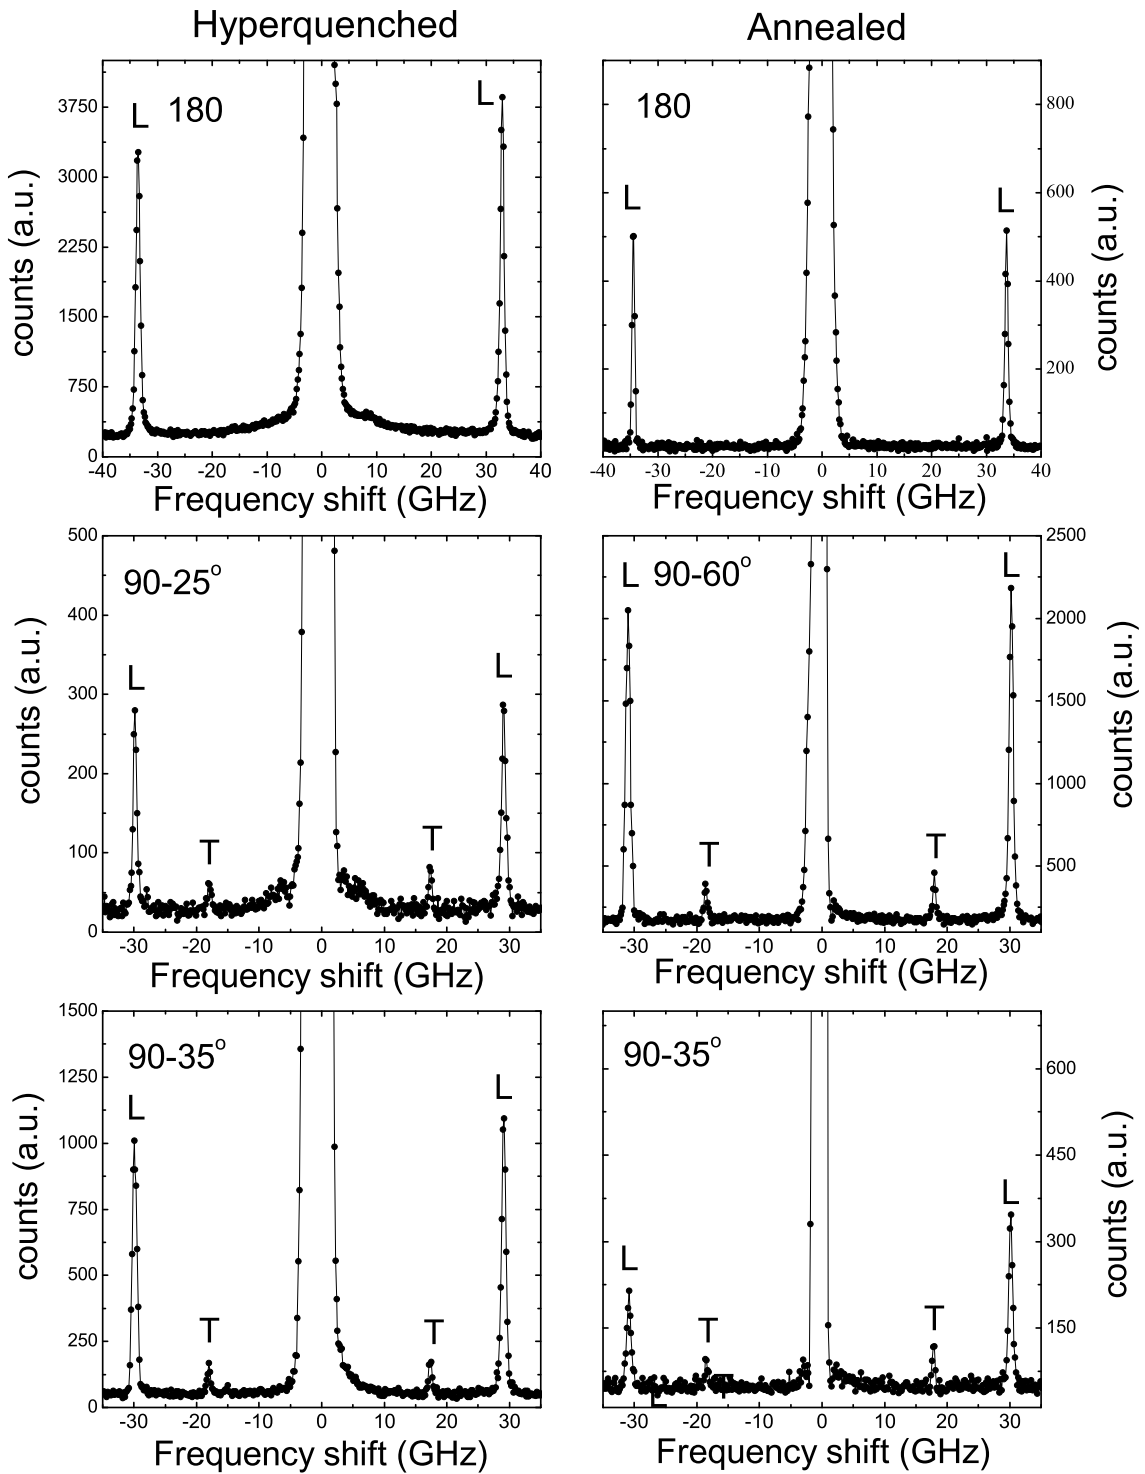 Hyperquenched
Annealed
L
180
L
3750
3000
2250
1500
750
0
counts (a.u.)
-40 -30 -20 -10 0 10 20 30 40
Frequency shift (GHz)
180
L
L
800
600
400
200
counts (a.u.)
-40 -30 -20 -10 0 10 20 30 40
Frequency shift (GHz)
90-25°
L
T
T
L
500
400
300
200
100
0
counts (a.u.)
-30 -20 -10 0 10 20 30
Frequency shift (GHz)
L
90-60°
L
T
T
2500
2000
1500
1000
500
counts (a.u.)
-30 -20 -10 0 10 20 30
Frequency shift (GHz)
90-35°
L
T
T
L
1500
1250
1000
750
500
250
0
counts (a.u.)
-30 -20 -10 0 10 20 30
Frequency shift (GHz)
90-35°
L
T
T
L
L
T
600
450
300
150
counts (a.u.)
-30 -20 -10 0 10 20 30
Frequency shift (GHz)